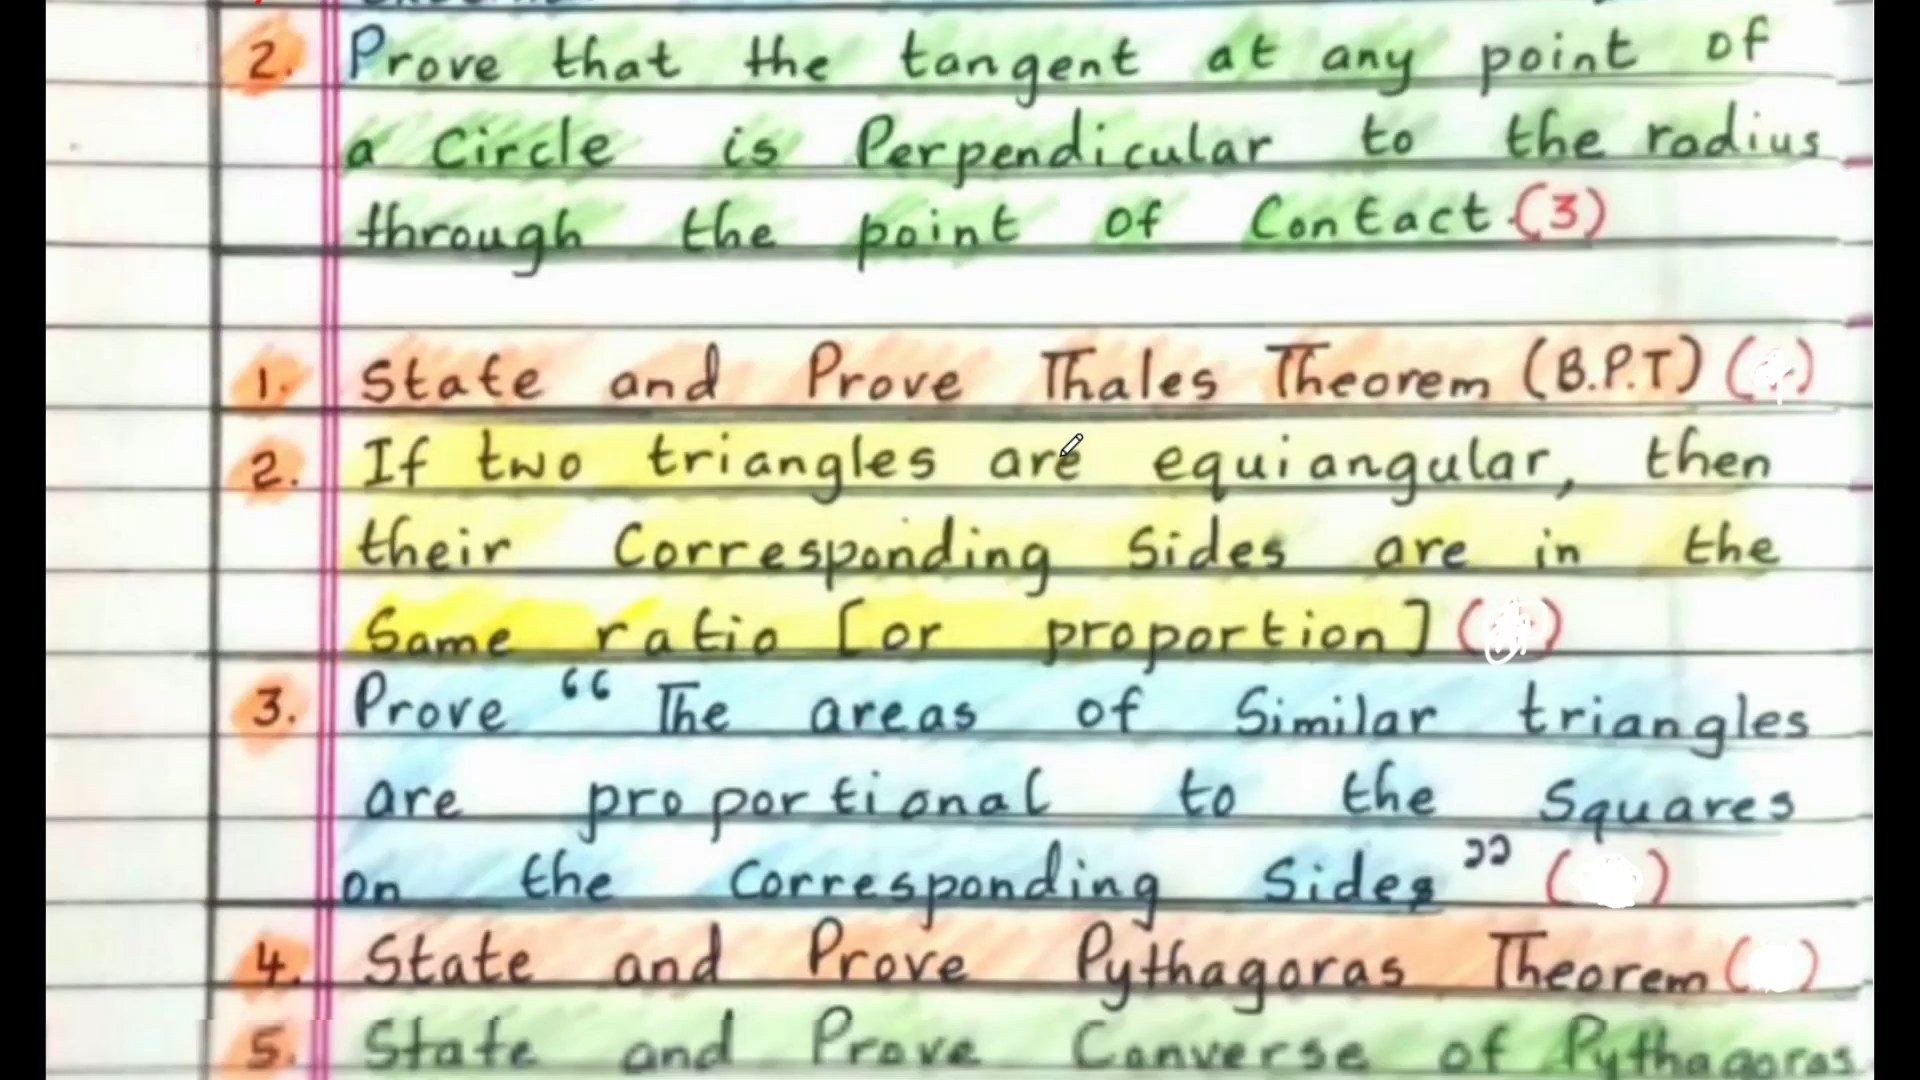 2. Prove that the tangent at any point of
a Circle is Perpendicular to the radius
through the point of Contact (3)
1. State and Prove Thales Theorem (B.P.T) ( )
2. If two triangles are equiangular, then
their Corresponding Sides are in the
Same ratio [or proportion] ( )
3. Prove “ The areas of Similar triangles
are proportional to the Squares
on the Corresponding Sides ” ( )
4. State and Prove Pythagoras Theorem ( )
5. State and Prove Converse of Pythagoras